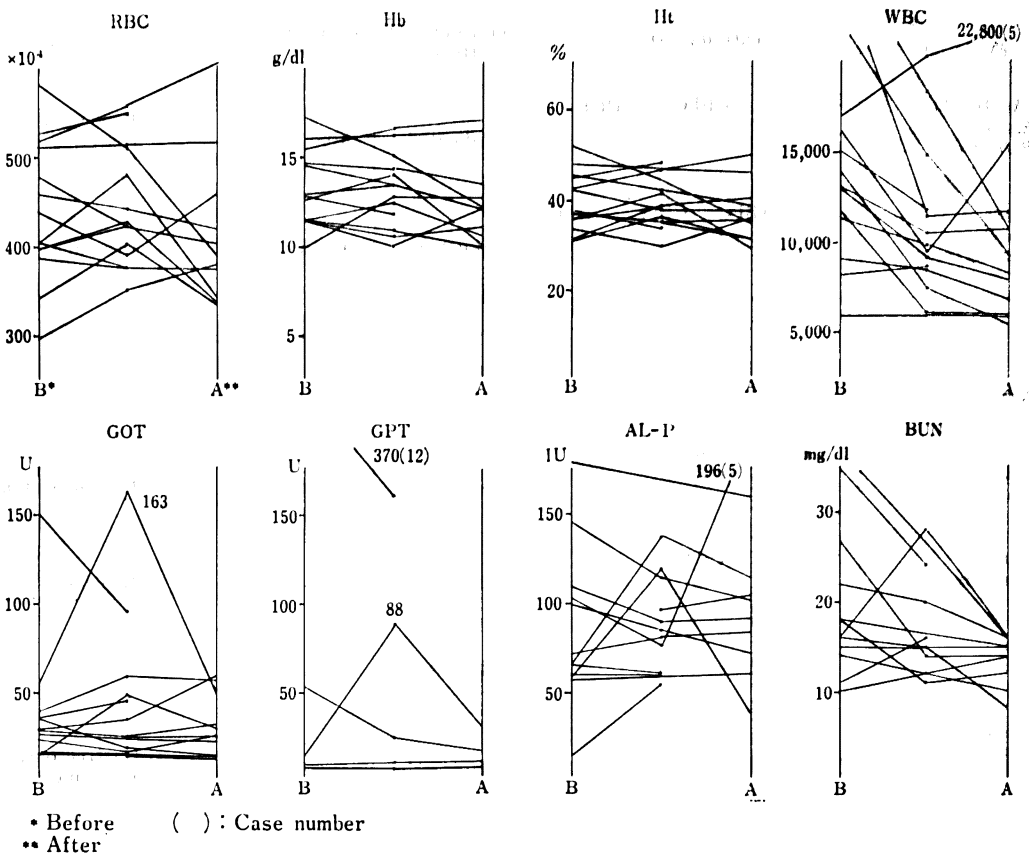 RBC
×10⁴
500
400
300
B* A**
Hb
g/dl
15
10
5
B A
Ht
%
60
40
20
B A
WBC
22,800(5)
15,000
10,000
5,000
B A
GOT
U
163
150
100
50
B A
GPT
U
370(12)
150
100
88
50
B A
AL-P
IU
196(5)
150
100
50
B A
BUN
mg/dl
30
20
10
B A
* Before ( ) : Case number
** After